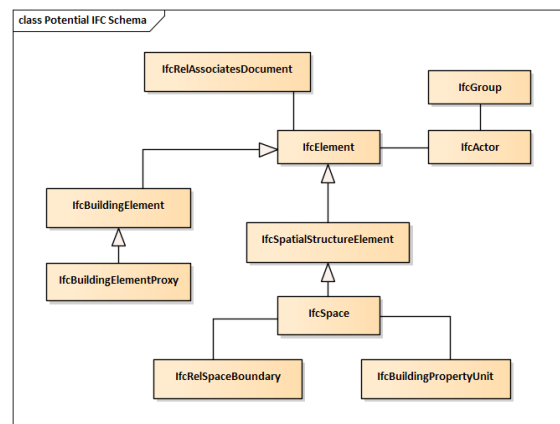 class Potential IFC Schema
IfcRelAssociatesDocument
IfcGroup
IfcElement
IfcActor
IfcBuildingElement
IfcSpatialStructureElement
IfcBuildingElementProxy
IfcSpace
IfcRelSpaceBoundary
IfcBuildingPropertyUnit